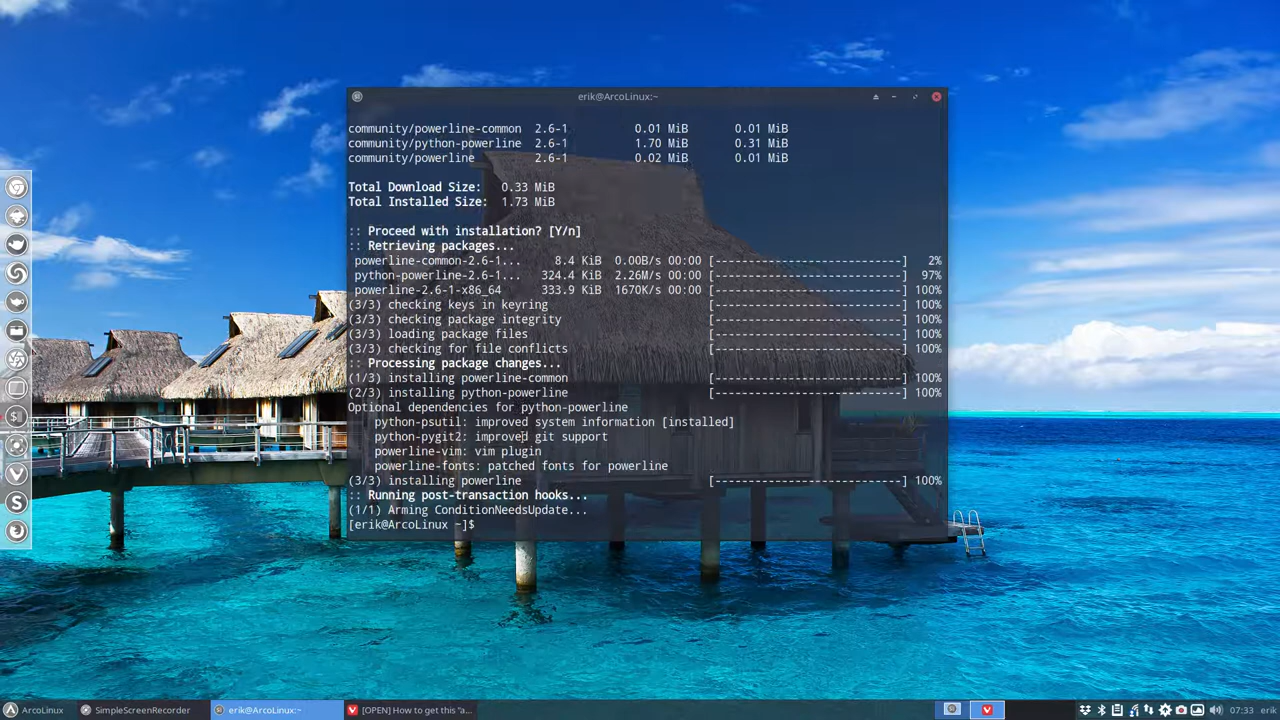 erik@ArcoLinux:~
community/powerline-common  2.6-1          0.01 MiB       0.01 MiB
community/python-powerline  2.6-1          1.70 MiB       0.31 MiB
community/powerline         2.6-1          0.02 MiB       0.01 MiB
Total Download Size:   0.33 MiB
Total Installed Size:  1.73 MiB
:: Proceed with installation? [Y/n]
:: Retrieving packages...
powerline-common-2.6-1...     8.4 KiB  0.00B/s 00:00 [----------------------------]   2%
python-powerline-2.6-1...   324.4 KiB  2.26M/s 00:00 [----------------------------]  97%
powerline-2.6-1-x86_64      333.9 KiB  1670K/s 00:00 [----------------------------] 100%
(3/3) checking keys in keyring                       [----------------------------] 100%
(3/3) checking package integrity                     [----------------------------] 100%
(3/3) loading package files                          [----------------------------] 100%
(3/3) checking for file conflicts                    [----------------------------] 100%
:: Processing package changes...
(1/3) installing powerline-common                    [----------------------------] 100%
(2/3) installing python-powerline                    [----------------------------] 100%
Optional dependencies for python-powerline
python-psutil: improved system information [installed]
python-pygit2: improved git support
powerline-vim: vim plugin
powerline-fonts: patched fonts for powerline
(3/3) installing powerline                           [----------------------------] 100%
:: Running post-transaction hooks...
(1/1) Arming ConditionNeedsUpdate...
[erik@ArcoLinux ~]$
ArcoLinux  SimpleScreenRecorder  erik@ArcoLinux:~  [OPEN] How to get this "a...  07:33  erik